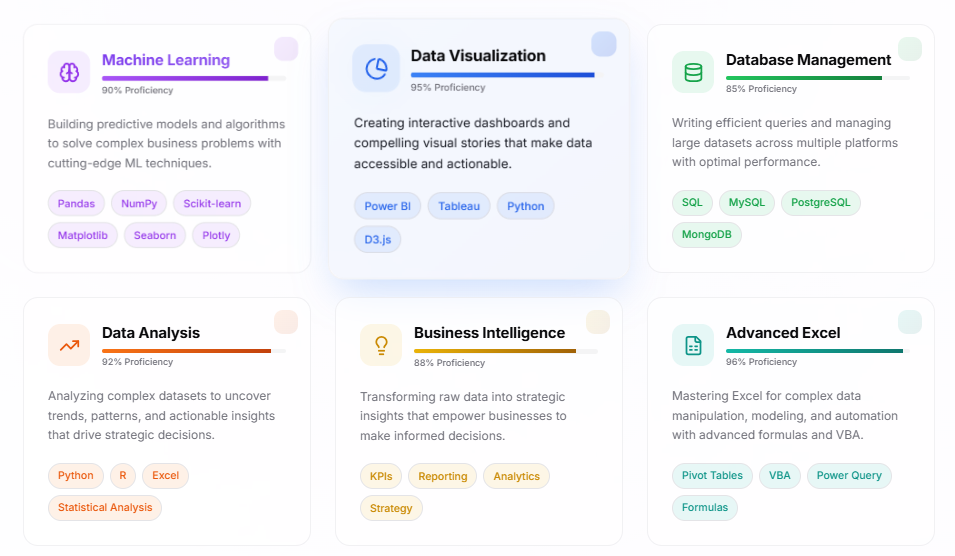 Machine Learning
90% Proficiency
Building predictive models and algorithms
to solve complex business problems with
cutting-edge ML techniques.
Pandas NumPy Scikit-learn
Matplotlib Seaborn Plotly
Data Visualization
95% Proficiency
Creating interactive dashboards and
compelling visual stories that make data
accessible and actionable.
Power BI Tableau Python
D3.js
Database Management
85% Proficiency
Writing efficient queries and managing
large datasets across multiple platforms
with optimal performance.
SQL MySQL PostgreSQL
MongoDB
Data Analysis
92% Proficiency
Analyzing complex datasets to uncover
trends, patterns, and actionable insights
that drive strategic decisions.
Python R Excel
Statistical Analysis
Business Intelligence
88% Proficiency
Transforming raw data into strategic
insights that empower businesses to
make informed decisions.
KPIs Reporting Analytics
Strategy
Advanced Excel
96% Proficiency
Mastering Excel for complex data
manipulation, modeling, and automation
with advanced formulas and VBA.
Pivot Tables VBA Power Query
Formulas